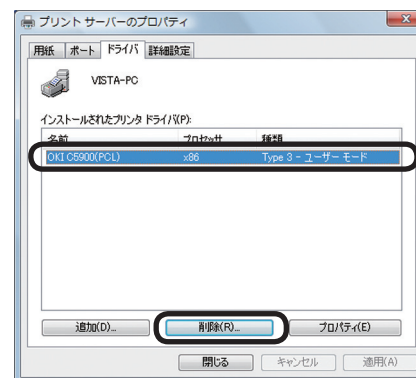 プリント サーバーのプロパティ
用紙 ポート ドライバ 詳細設定
VISTA-PC
インストールされたプリンタ ドライバ(P):
名前 プロセッサ 種類
OKI C5900(PCL) x86 Type 3 - ユーザー モード
追加(D)... 削除(R)... プロパティ(E)
閉じる キャンセル 適用(A)